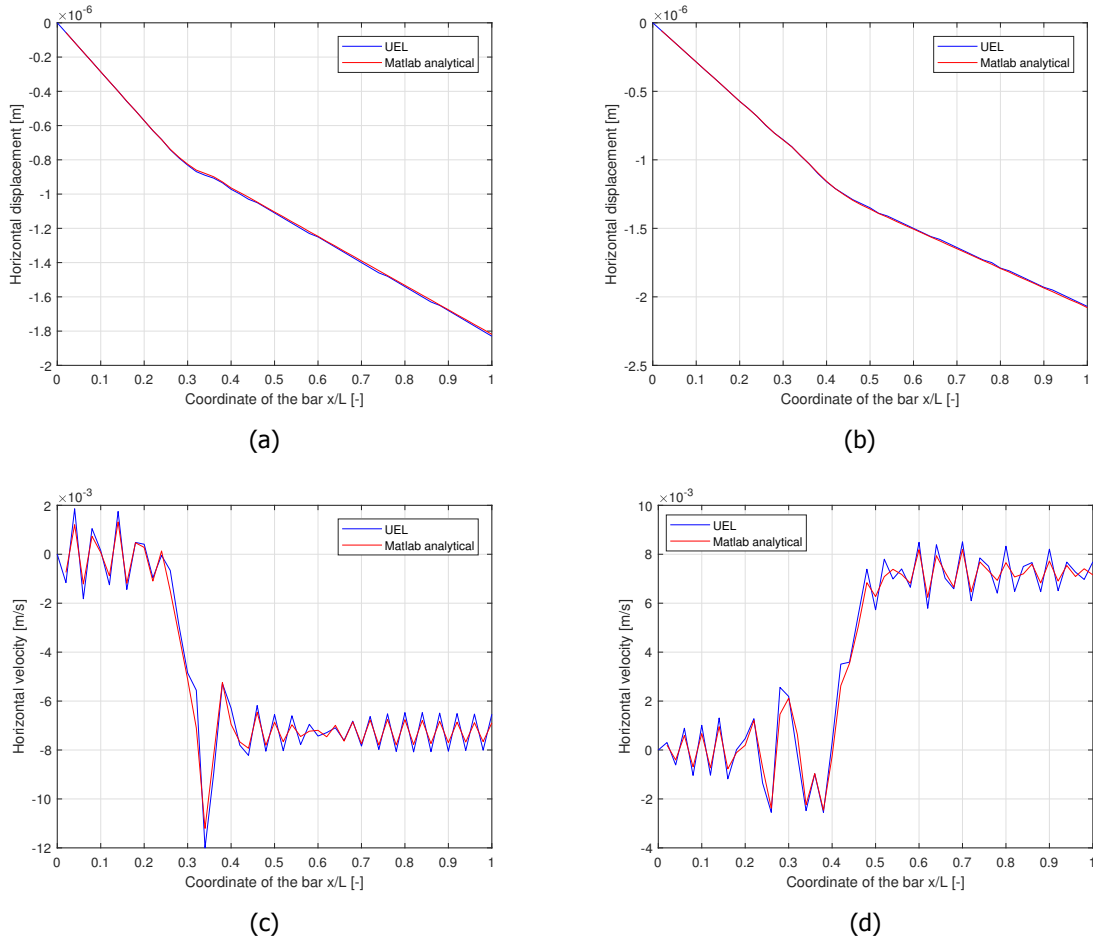 ×10^-6
0
-0.2
-0.4
-0.6
-0.8
-1
-1.2
-1.4
-1.6
-1.8
-2
Horizontal displacement [m]
UEL
Matlab analytical
0 0.1 0.2 0.3 0.4 0.5 0.6 0.7 0.8 0.9 1
Coordinate of the bar x/L [-]
(a)
×10^-6
0
-0.5
-1
-1.5
-2
-2.5
Horizontal displacement [m]
UEL
Matlab analytical
0 0.1 0.2 0.3 0.4 0.5 0.6 0.7 0.8 0.9 1
Coordinate of the bar x/L [-]
(b)
×10^-3
2
0
-2
-4
-6
-8
-10
-12
Horizontal velocity [m/s]
UEL
Matlab analytical
0 0.1 0.2 0.3 0.4 0.5 0.6 0.7 0.8 0.9 1
Coordinate of the bar x/L [-]
(c)
×10^-3
10
8
6
4
2
0
-2
-4
Horizontal velocity [m/s]
UEL
Matlab analytical
0 0.1 0.2 0.3 0.4 0.5 0.6 0.7 0.8 0.9 1
Coordinate of the bar x/L [-]
(d)